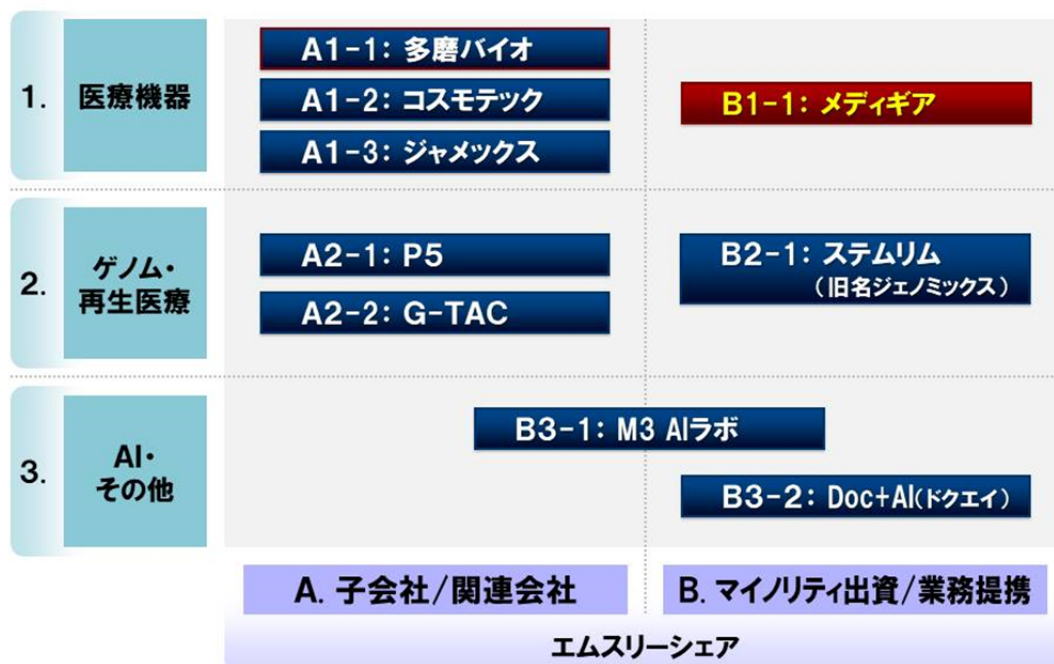 1.
医療機器
A1-1: 多磨バイオ
A1-2: コスモテック
A1-3: ジャメックス
B1-1: メディギア
2.
ゲノム・
再生医療
A2-1: P5
A2-2: G-TAC
B2-1: ステムリム
(旧名ジェノミックス)
3.
AI・
その他
B3-1: M3 AIラボ
B3-2: Doc+AI(ドクエイ)
A. 子会社/関連会社
B. マイノリティ出資/業務提携
エムスリーシェア